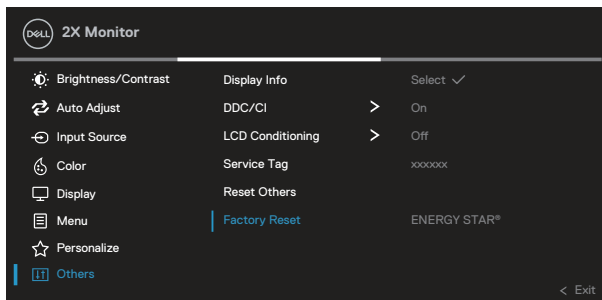 DELL 2X Monitor
Brightness/Contrast Display Info Select
Auto Adjust DDC/CI > On
Input Source LCD Conditioning > Off
Color Service Tag xxxxxx
Display Reset Others
Menu Factory Reset ENERGY STAR®
Personalize
Others
< Exit